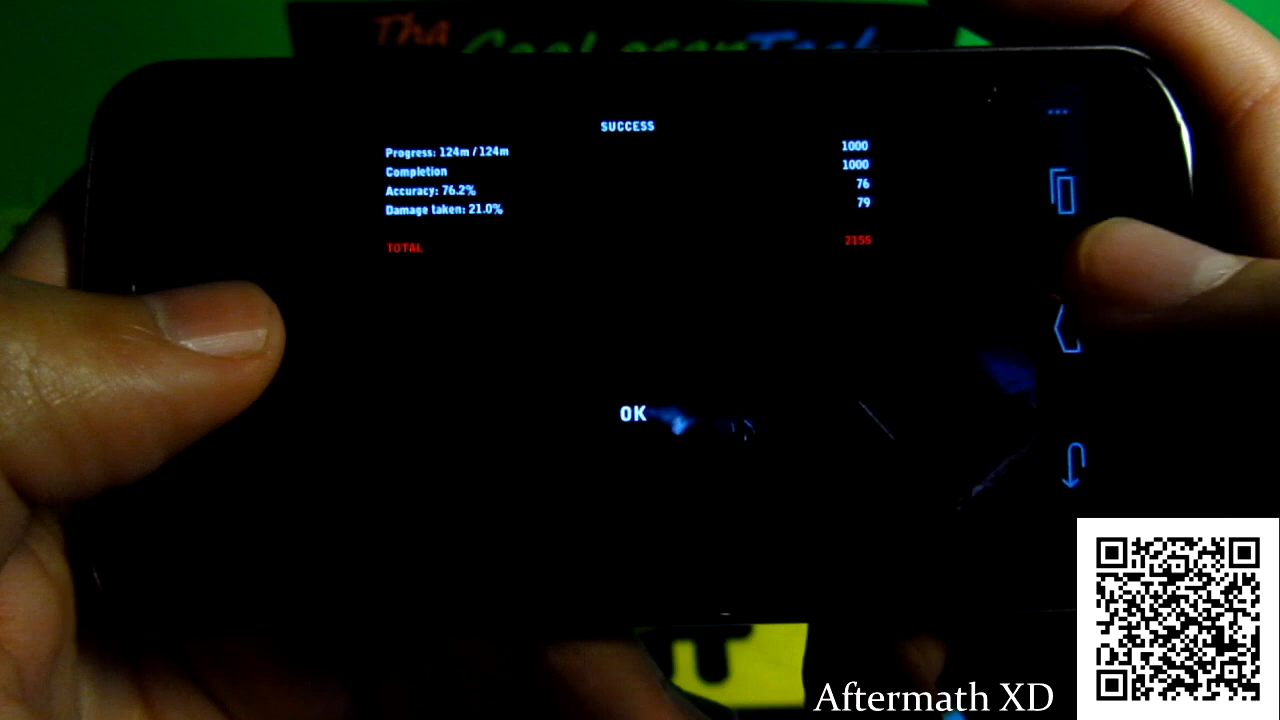 Tha
SUCCESS
Progress: 124m / 124m 1000
Completion 1000
Accuracy: 76.2% 76
Damage taken: 21.0% 79
TOTAL 2155
OK
Aftermath XD